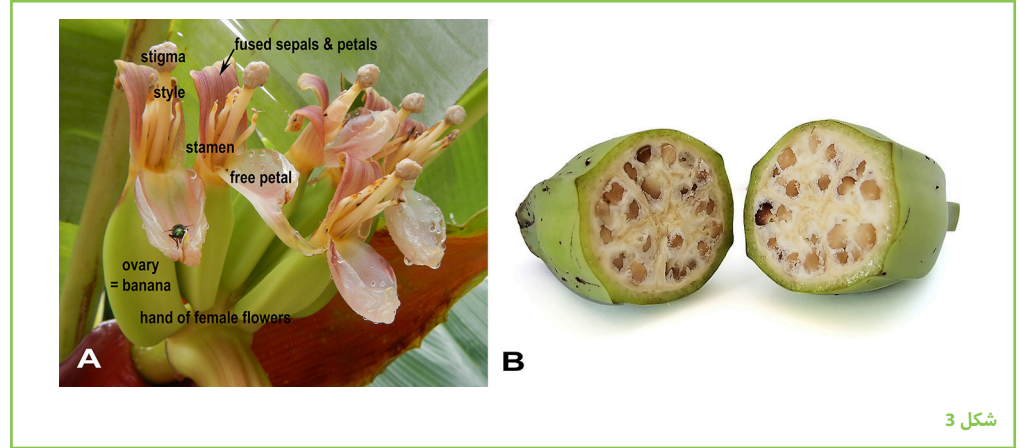 stigma
fused sepals & petals
style
stamen
free petal
ovary
= banana
hand of female flowers
A
B
شكل 3